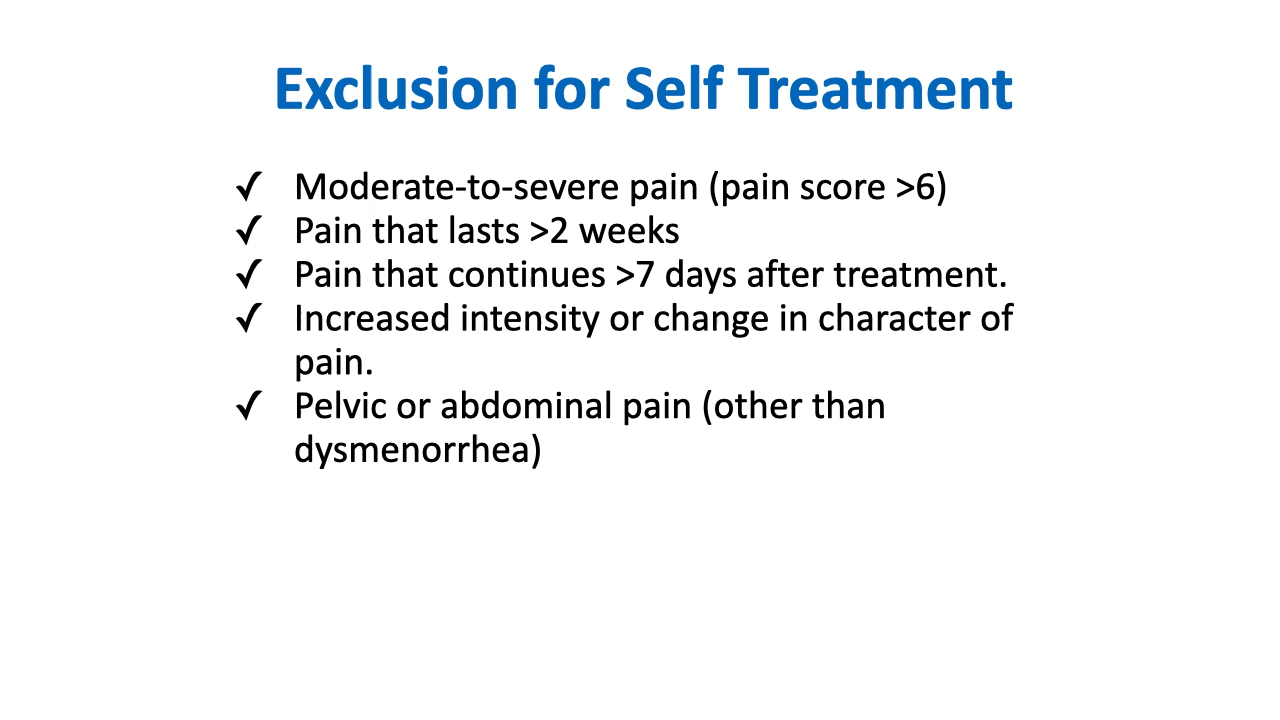 Exclusion for Self Treatment
✓ Moderate-to-severe pain (pain score >6)
✓ Pain that lasts >2 weeks
✓ Pain that continues >7 days after treatment.
✓ Increased intensity or change in character of
pain.
✓ Pelvic or abdominal pain (other than
dysmenorrhea)